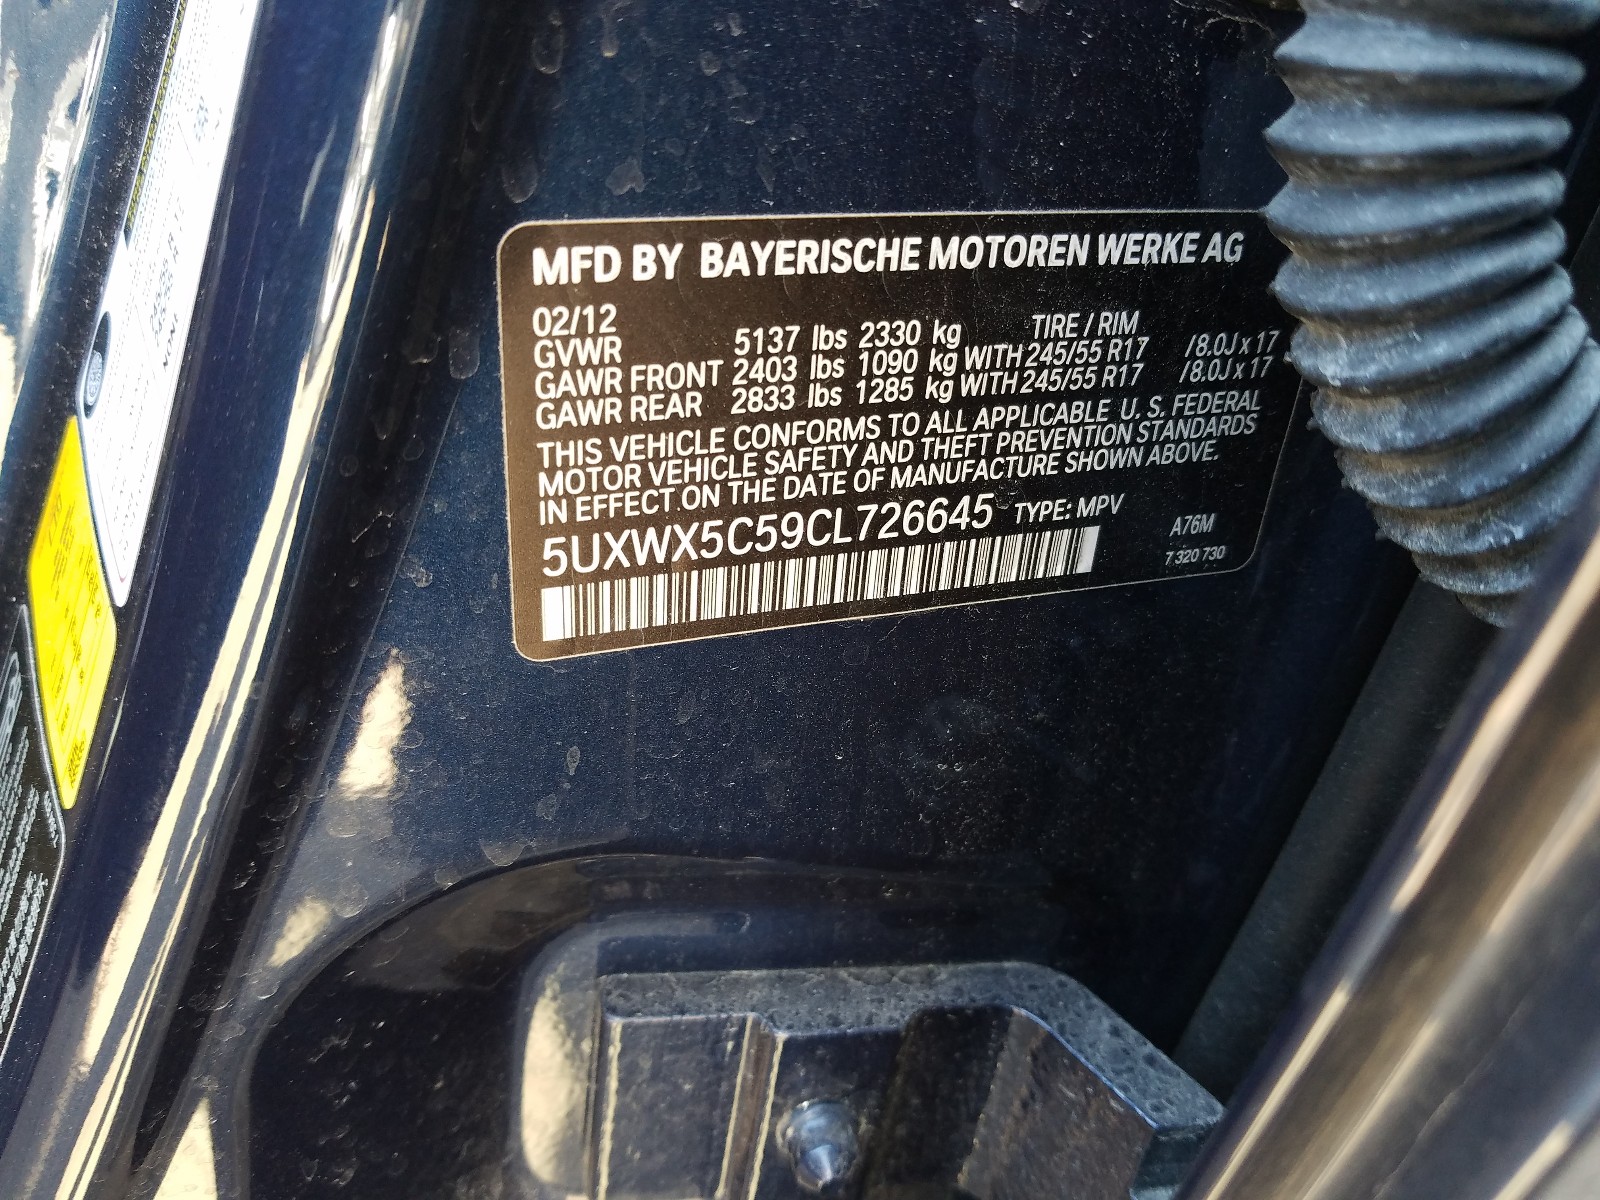 MFD BY BAYERISCHE MOTOREN WERKE AG
02/12 TIRE / RIM
GVWR 5137 lbs 2330 kg
GAWR FRONT 2403 lbs 1090 kg WITH 245/55 R17 /8.0J x 17
GAWR REAR 2833 lbs 1285 kg WITH 245/55 R17 /8.0J x 17
THIS VEHICLE CONFORMS TO ALL APPLICABLE U. S. FEDERAL
MOTOR VEHICLE SAFETY AND THEFT PREVENTION STANDARDS
IN EFFECT ON THE DATE OF MANUFACTURE SHOWN ABOVE.
5UXWX5C59CL726645 TYPE: MPV
A76M
7 320 730